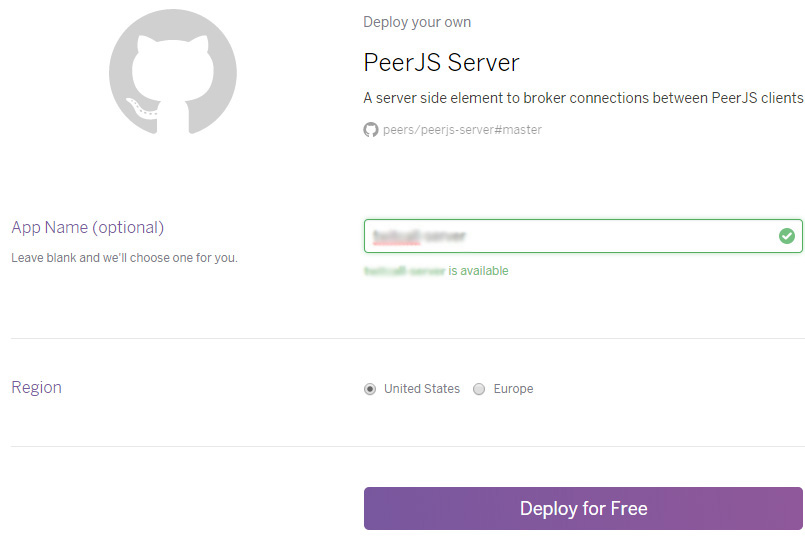 Deploy your own
PeerJS Server
A server side element to broker connections between PeerJS clients
peers/peerjs-server#master
App Name (optional)
Leave blank and we'll choose one for you.
is available
Region
United States
Europe
Deploy for Free